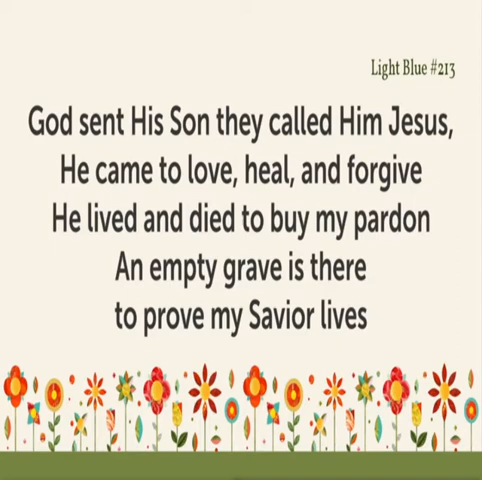 Light Blue #213
God sent His Son they called Him Jesus,
He came to love, heal, and forgive
He lived and died to buy my pardon
An empty grave is there
to prove my Savior lives